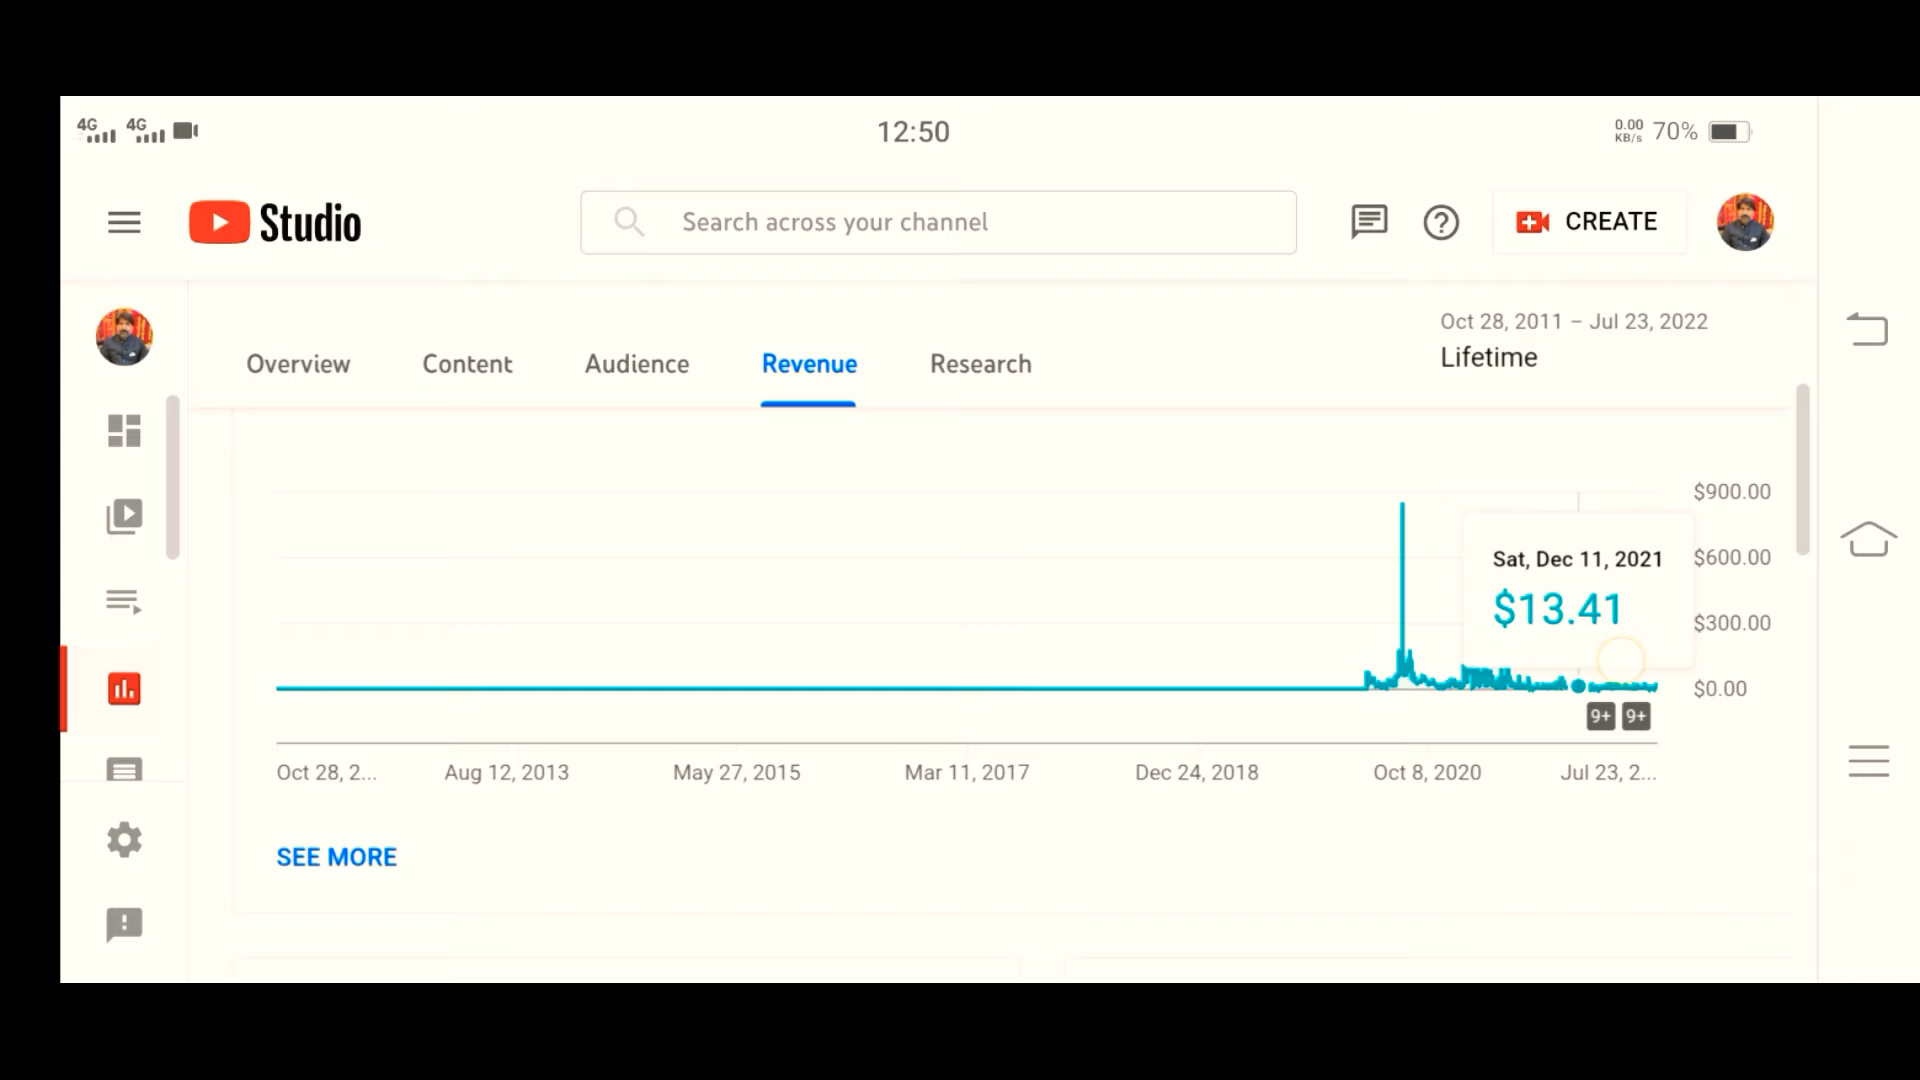 4G 4G 12:50 0.00 KB/s 70%
Studio
Search across your channel
CREATE
Oct 28, 2011 – Jul 23, 2022
Lifetime
Overview Content Audience Revenue Research
$900.00
Sat, Dec 11, 2021
$600.00
$13.41
$300.00
$0.00
9+ 9+
Oct 28, 2... Aug 12, 2013 May 27, 2015 Mar 11, 2017 Dec 24, 2018 Oct 8, 2020 Jul 23, 2...
SEE MORE